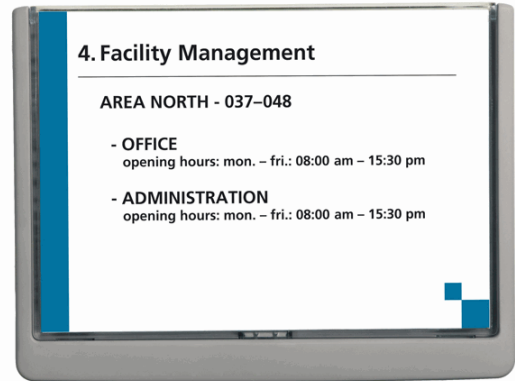 4. Facility Management
AREA NORTH - 037–048
- OFFICE
opening hours: mon. – fri.: 08:00 am – 15:30 pm
- ADMINISTRATION
opening hours: mon. – fri.: 08:00 am – 15:30 pm